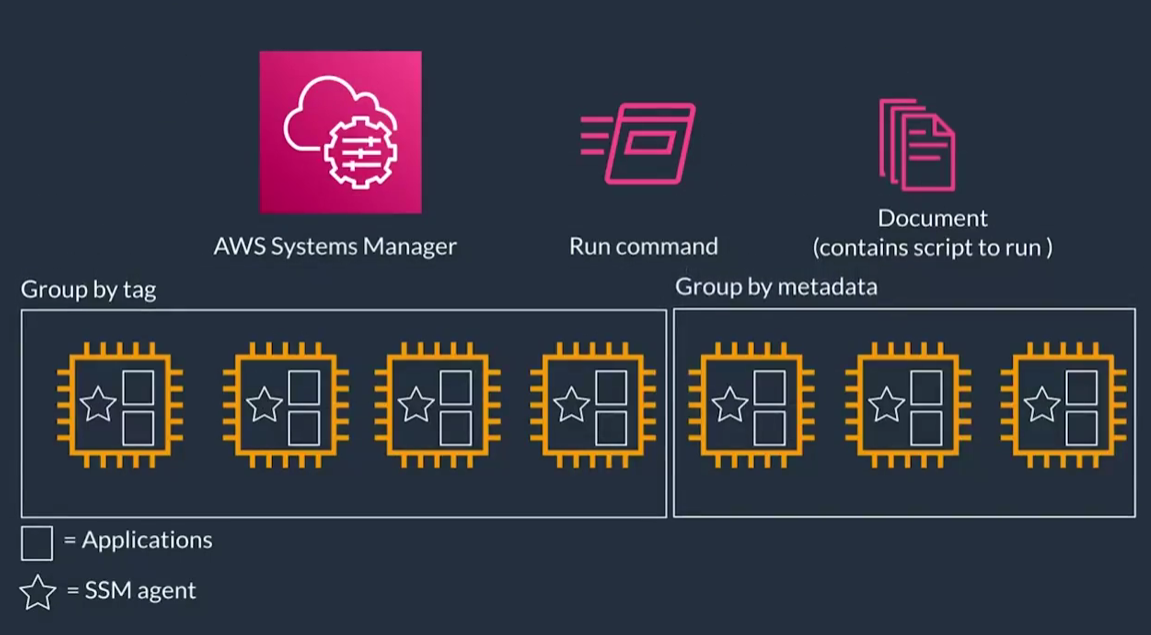 AWS Systems Manager
Run command
Document
(contains script to run )
Group by tag
Group by metadata
= Applications
= SSM agent